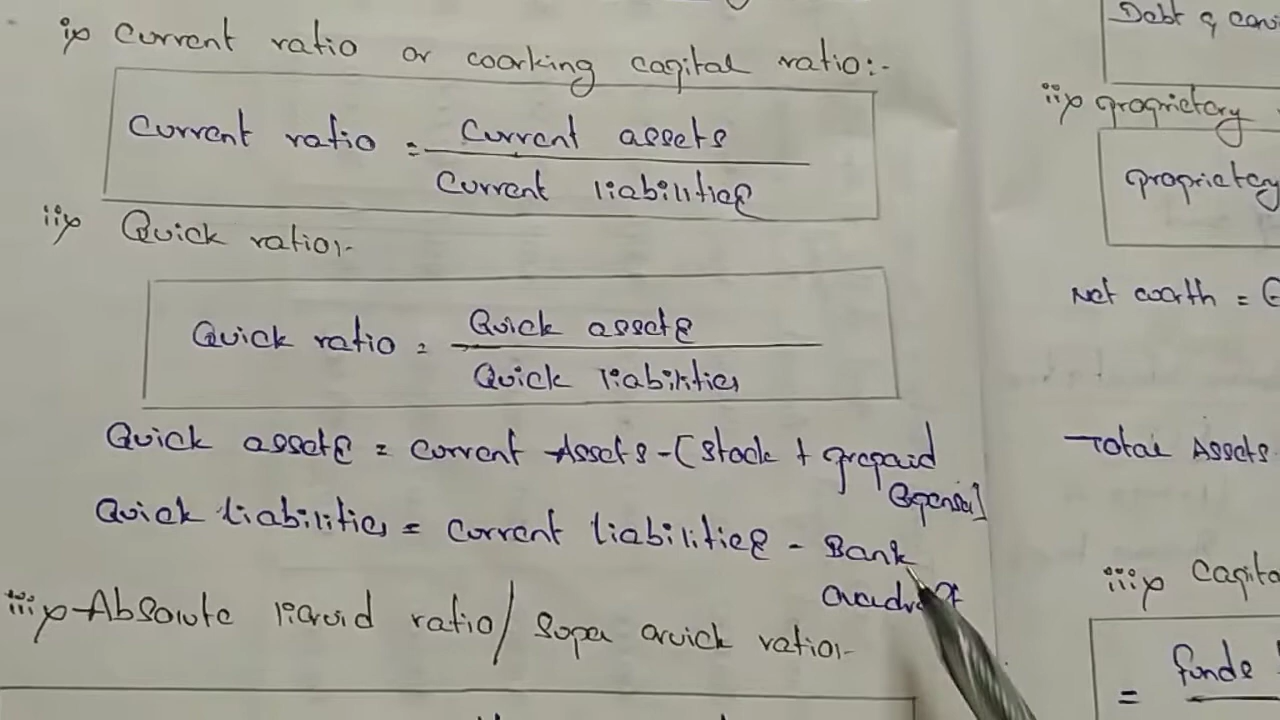 i) Current ratio or working capital ratio:-
Current ratio = Current assets
Current liabilities
ii) Quick ratio:-
Quick ratio = Quick assets
Quick liabilities
Quick assets = Current Assets - [Stock + prepaid
Expenses]
Quick liabilities = Current liabilities - Bank
iii) Absolute liquid ratio/ Super quick ratio:-
Debt &
ii) proprietary
proprietary
Net worth =
Total Assets
iii)
= funds